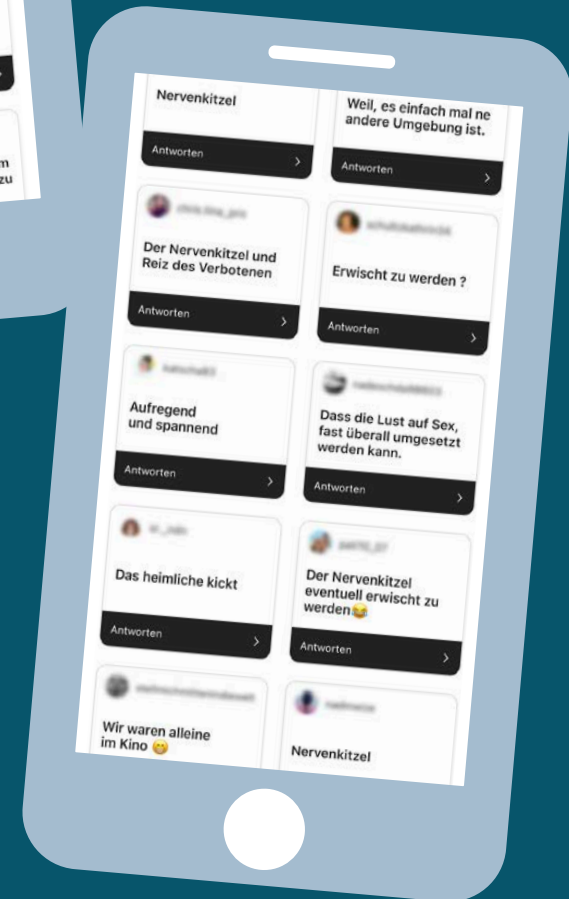 m
zu
Nervenkitzel
Antworten
Weil, es einfach mal ne
andere Umgebung ist.
Antworten
Der Nervenkitzel und
Reiz des Verbotenen
Antworten
Erwischt zu werden ?
Antworten
Aufregend
und spannend
Antworten
Dass die Lust auf Sex,
fast überall umgesetzt
werden kann.
Antworten
Das heimliche kickt
Antworten
Der Nervenkitzel
eventuell erwischt zu
werden😂
Antworten
Wir waren alleine
im Kino 😁
Nervenkitzel